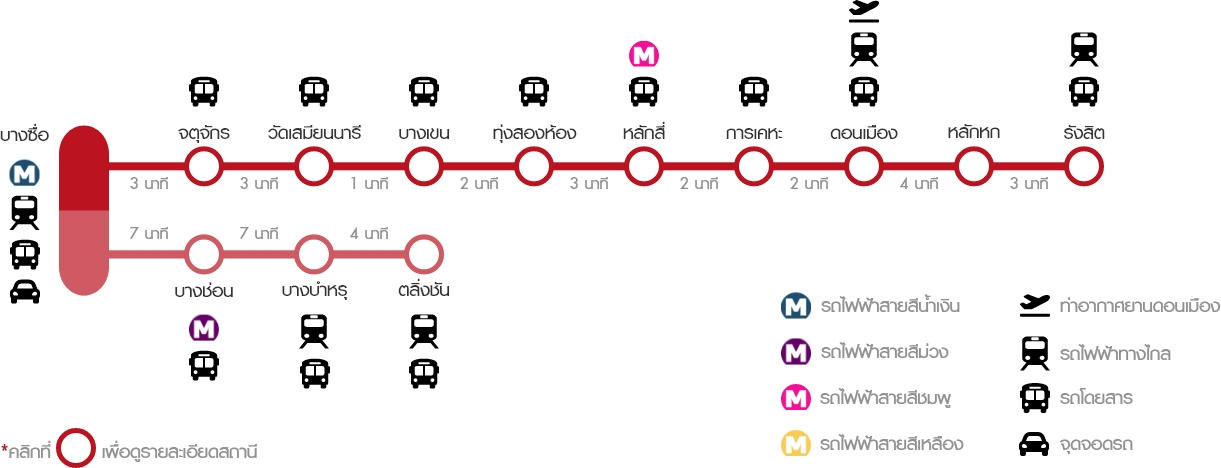 บางซื่อ
จตุจักร
วัดเสมียนนารี
บางเขน
ทุ่งสองห้อง
หลักสี่
การเคหะ
ดอนเมือง
หลักหก
รังสิต
3 นาที
3 นาที
1 นาที
2 นาที
3 นาที
2 นาที
2 นาที
4 นาที
3 นาที
7 นาที
7 นาที
4 นาที
บางซ่อน
บางบำหรุ
ตลิ่งชัน
M รถไฟฟ้าสายสีน้ำเงิน
M รถไฟฟ้าสายสีม่วง
M รถไฟฟ้าสายสีชมพู
M รถไฟฟ้าสายสีเหลือง
ท่าอากาศยานดอนเมือง
รถไฟฟ้าทางไกล
รถโดยสาร
จุดจอดรถ
*คลิกที่ เพื่อดูรายละเอียดสถานี
M
M
M